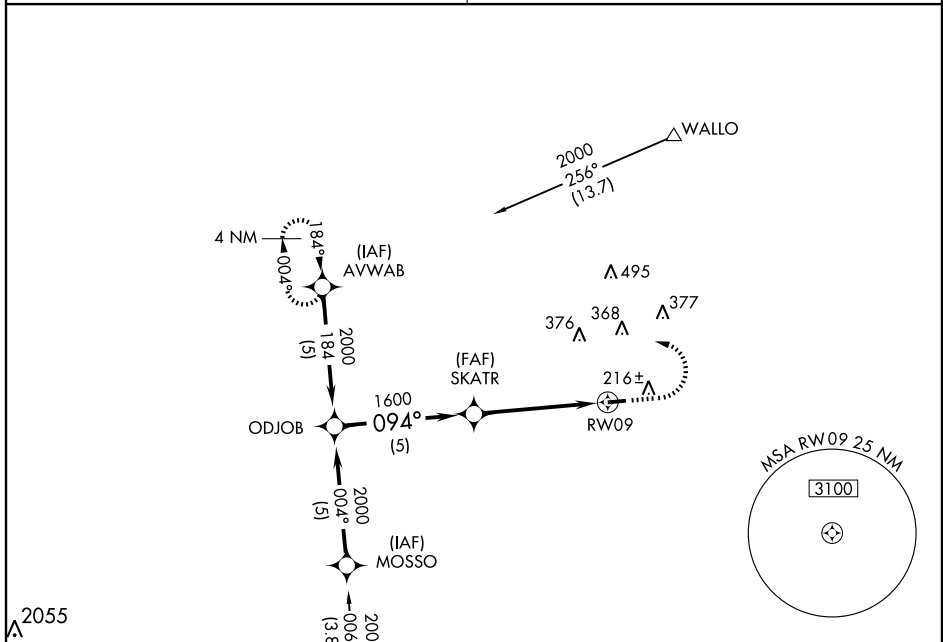 WALLO
2000
256°
(13.7)
4 NM
184°
004°
(IAF)
AVWAB
495
376
368
377
2000
184
(5)
(FAF)
SKATR
216±
1600
094°
(5)
ODJOB
RW09
MSA RW09 25 NM
3100
2000
004°
(5)
(IAF)
MOSSO
2055
006